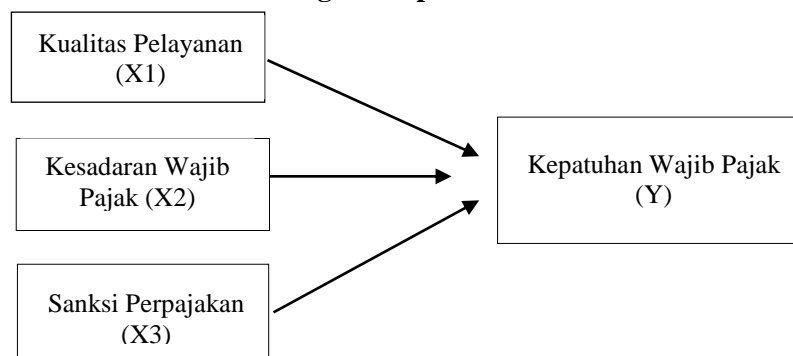 Kualitas Pelayanan
(X1)
Kesadaran Wajib
Pajak (X2)
Kepatuhan Wajib Pajak
(Y)
Sanksi Perpajakan
(X3)